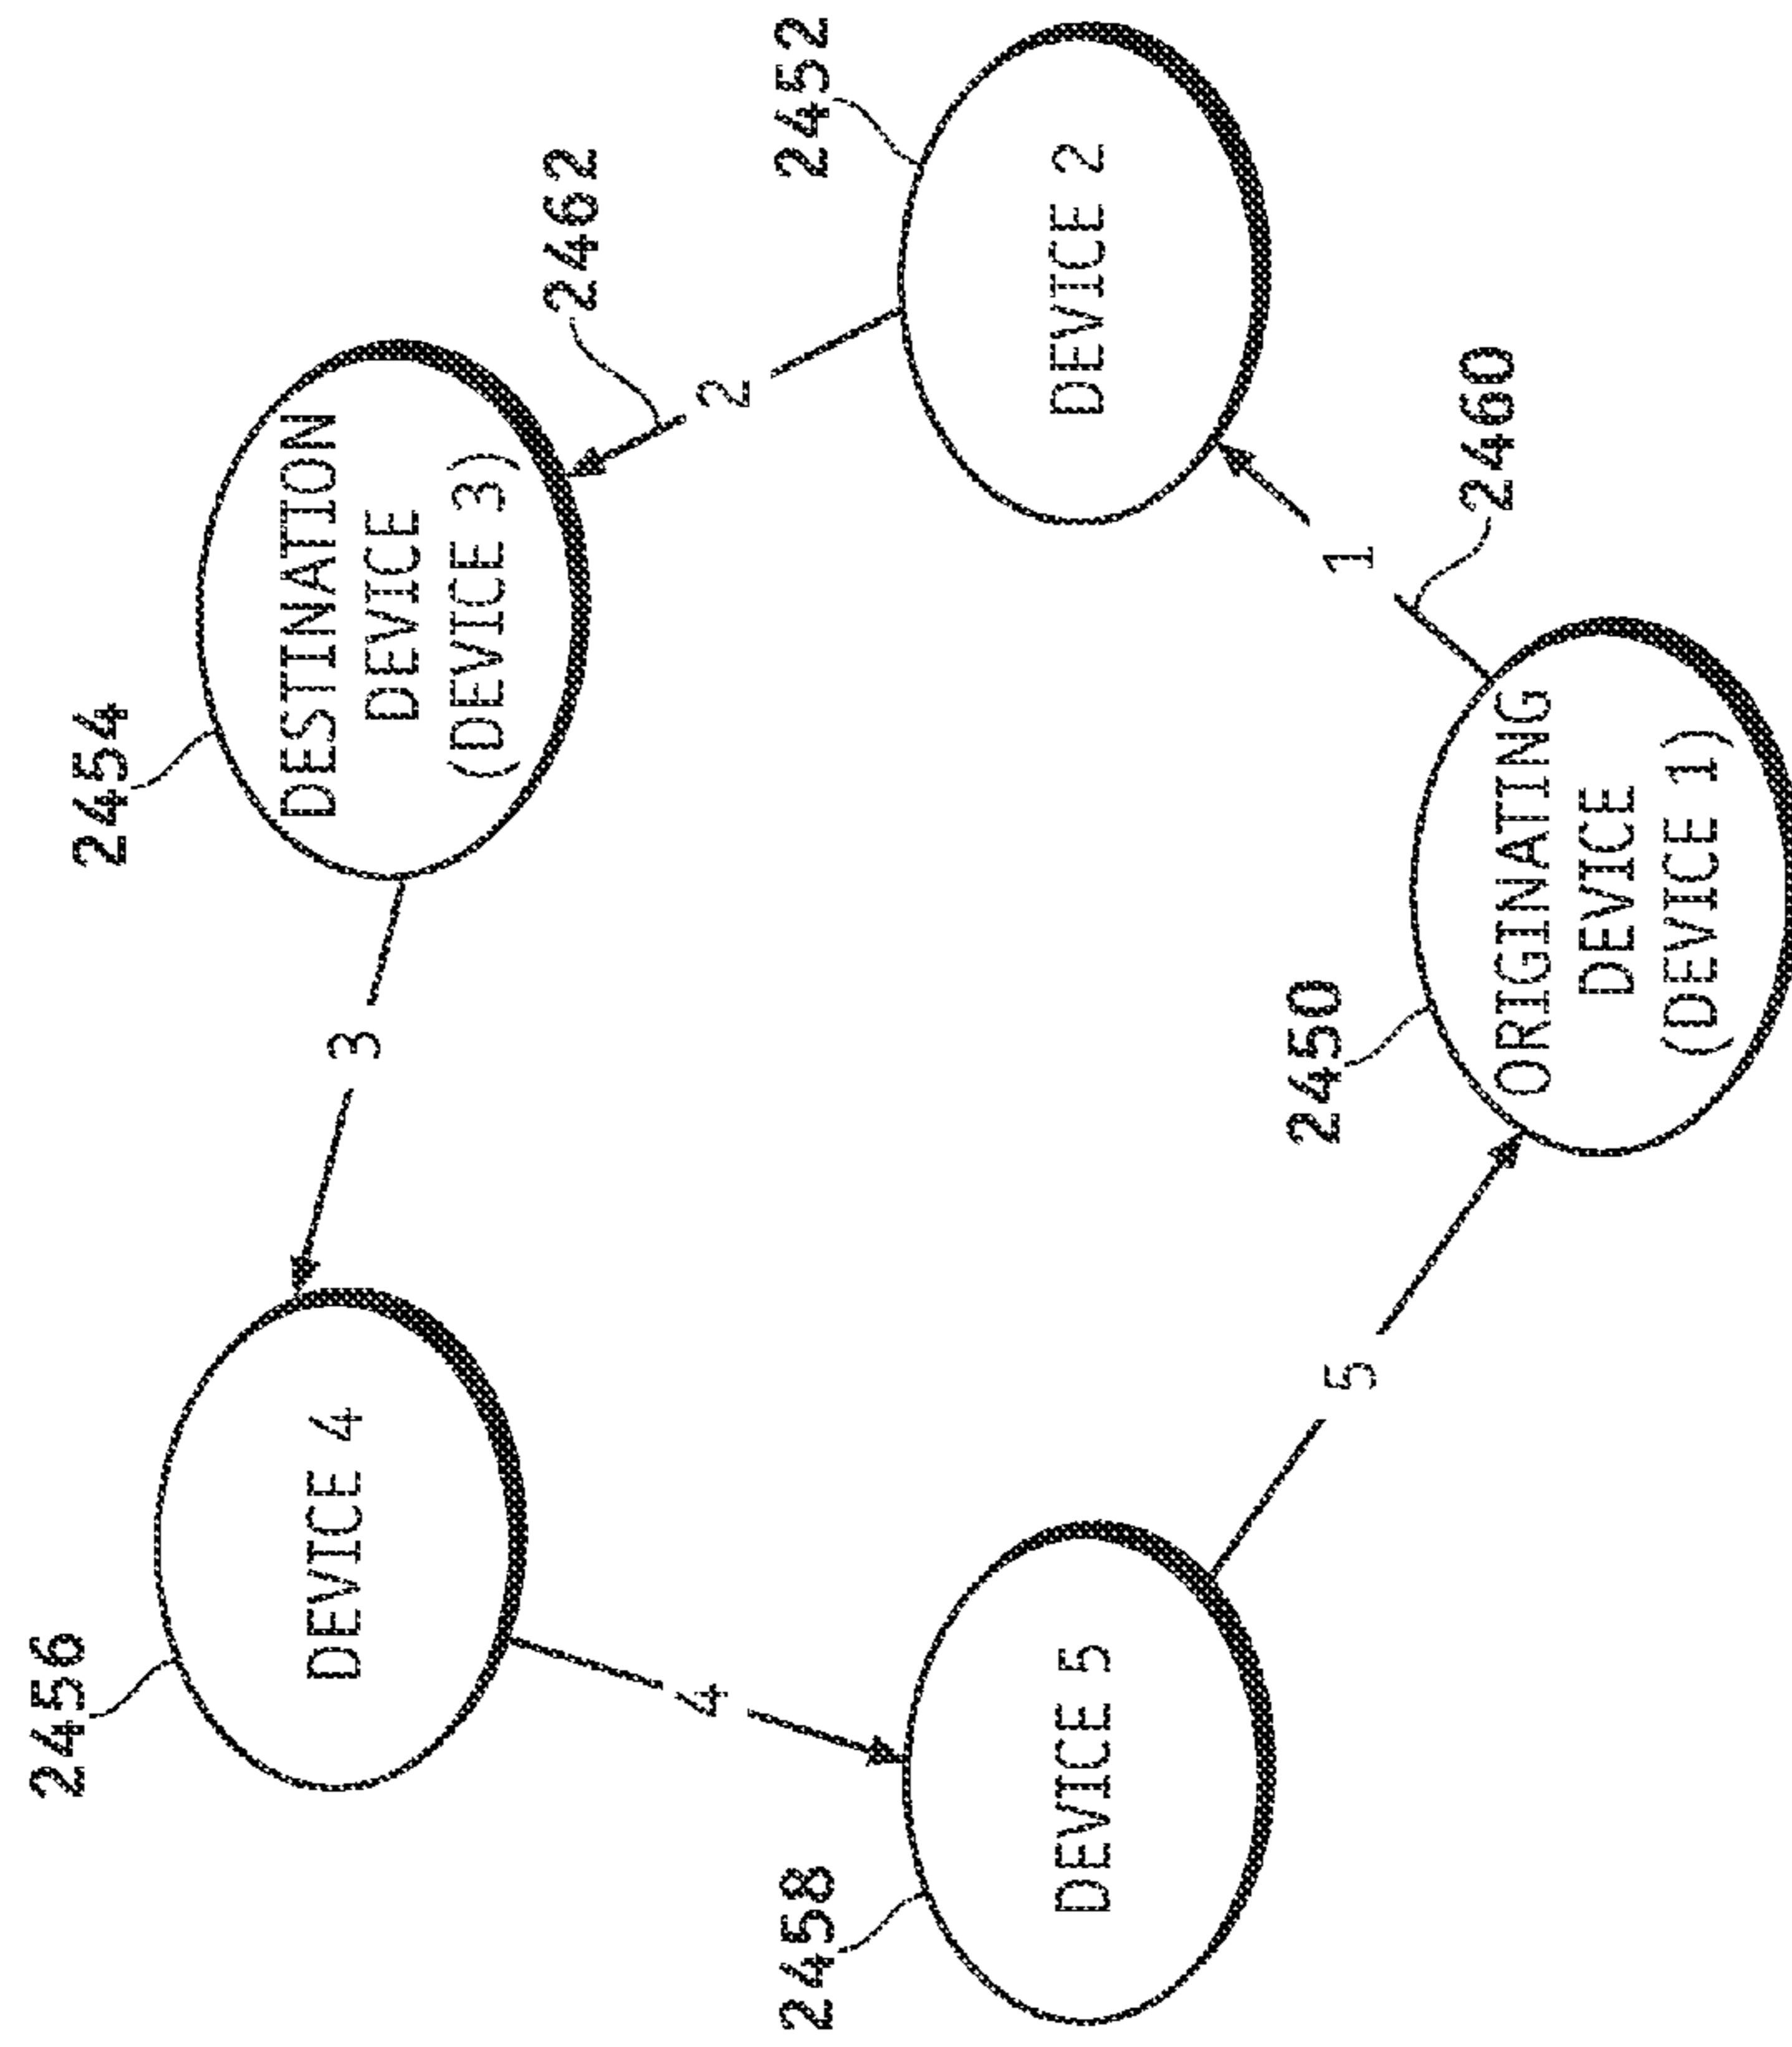 2456
2454
DEVICE 4
3
DESTINATION
DEVICE
(DEVICE 3)
2462
4
2
2458
2452
DEVICE 5
DEVICE 2
2450
5
1
2460
ORIGINATING
DEVICE
(DEVICE 1)